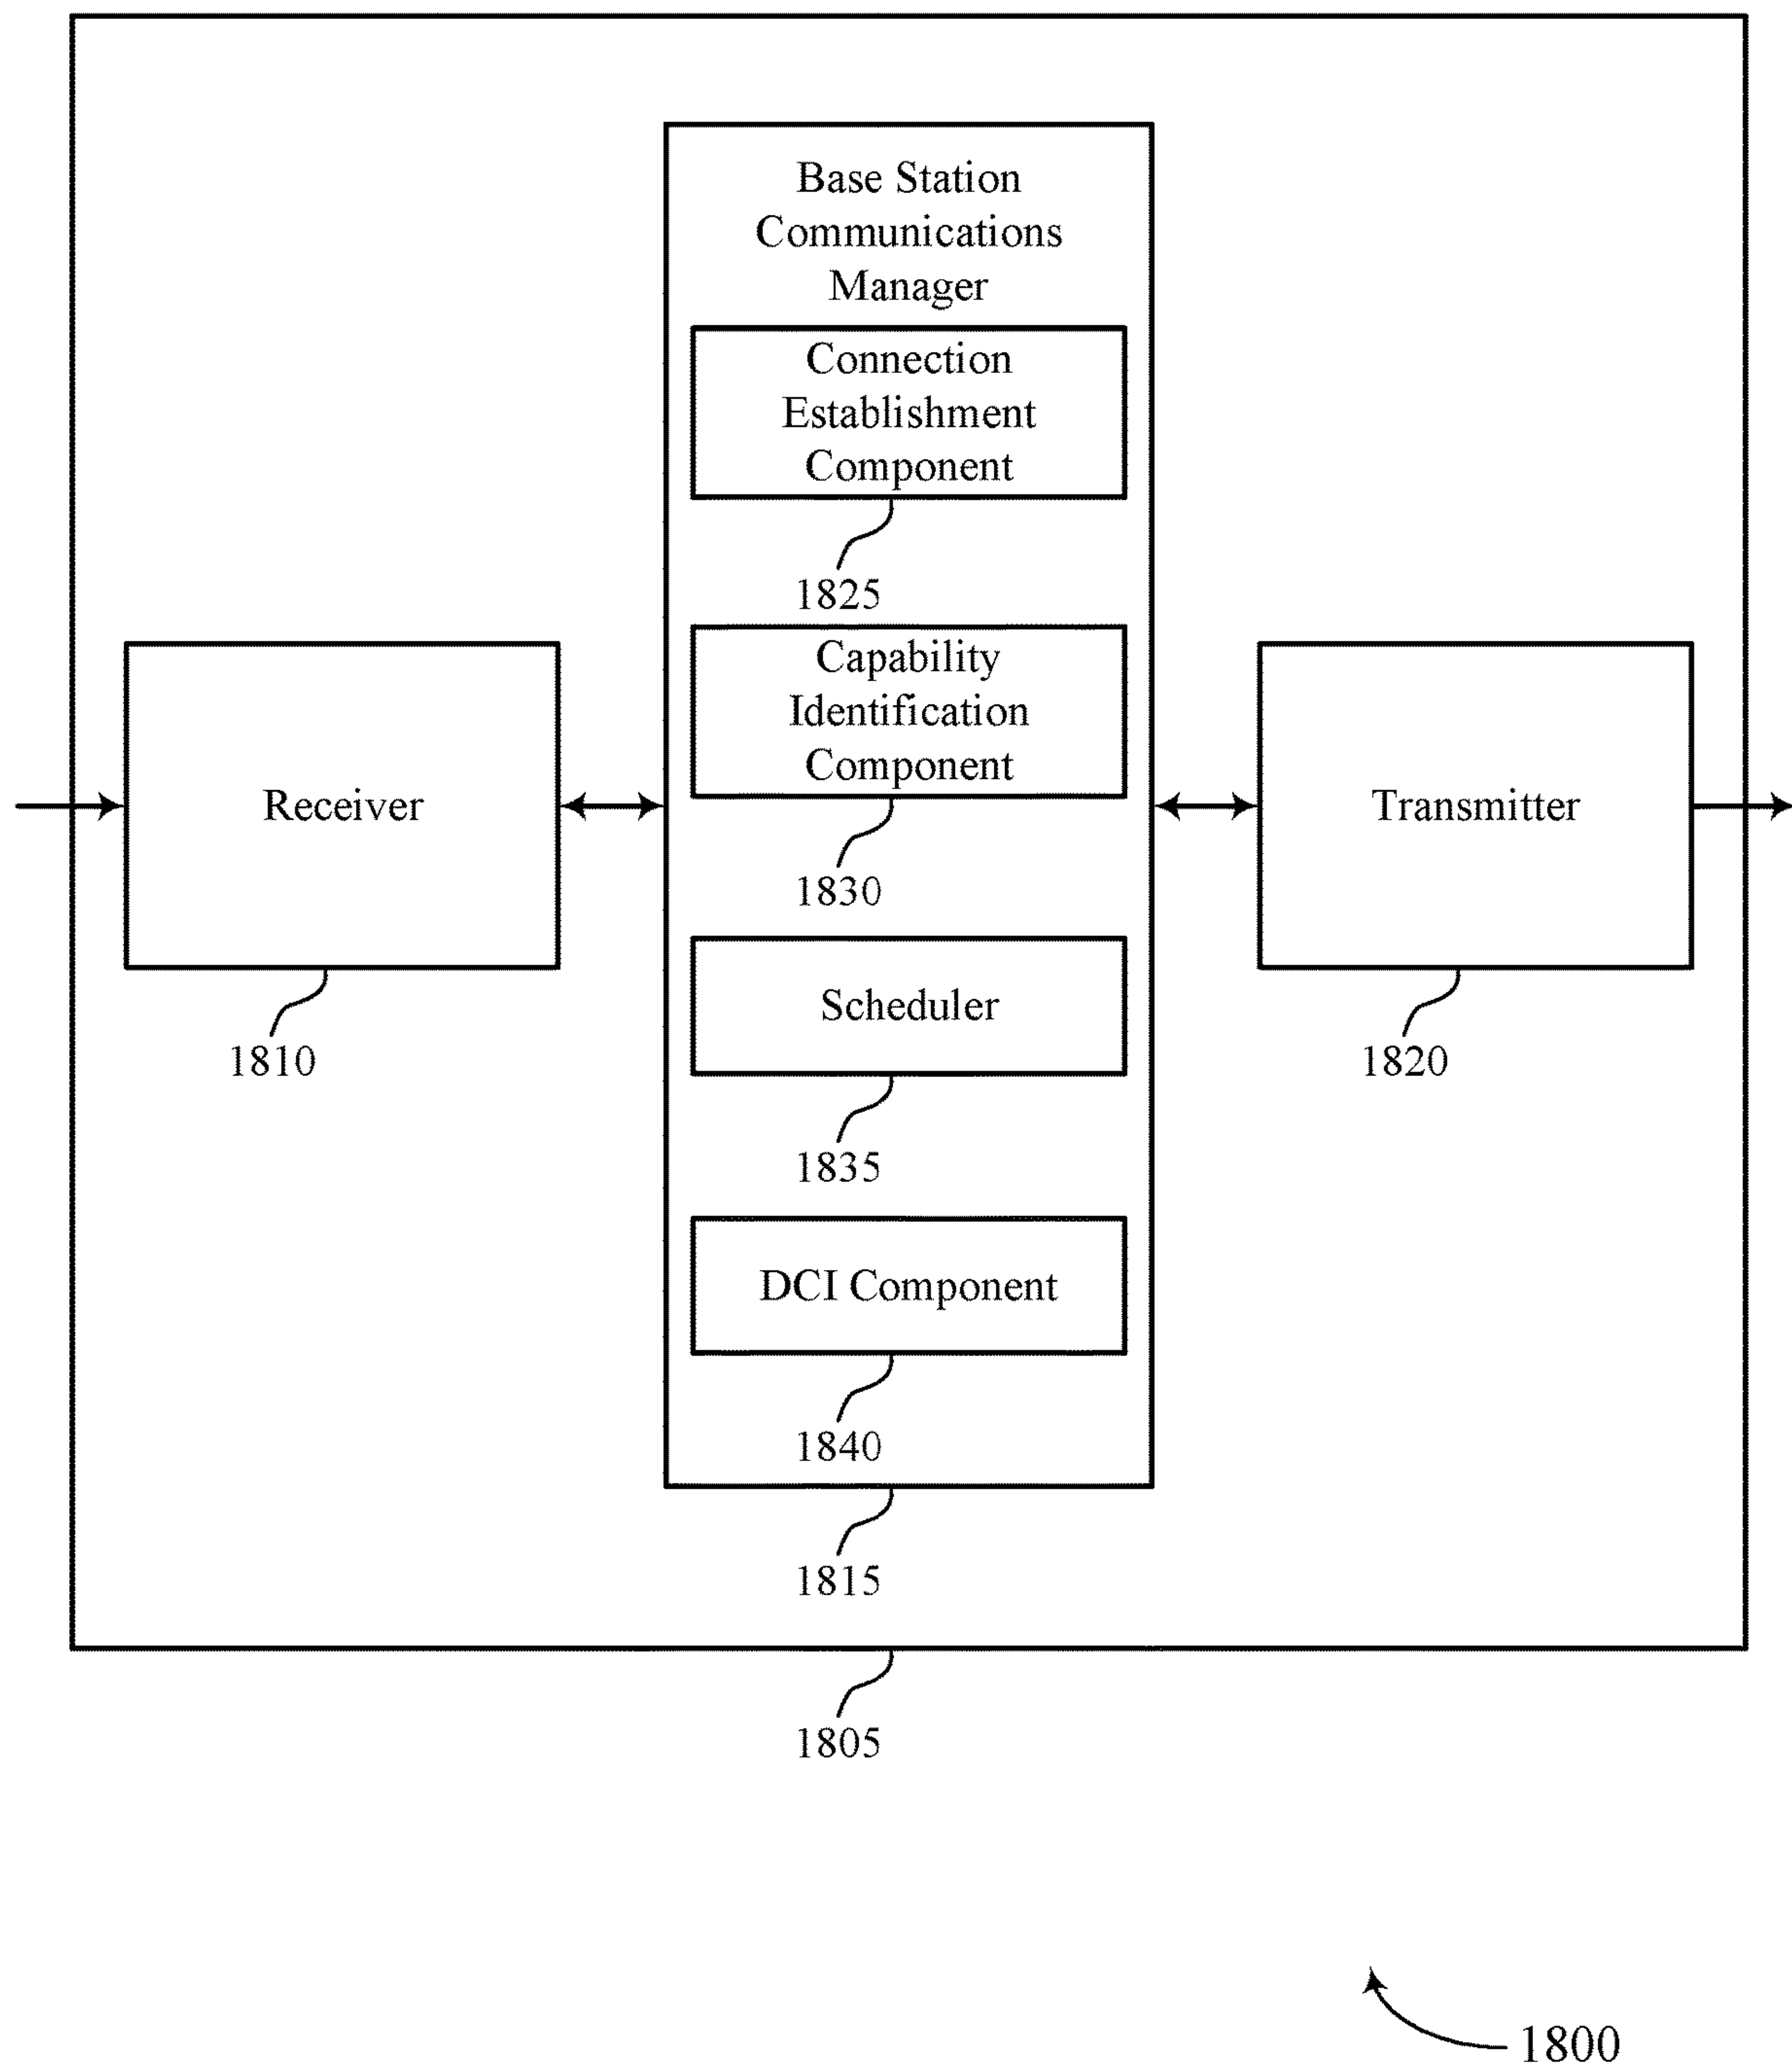 Base Station
Communications
Manager
Connection
Establishment
Component
1825
Capability
Identification
Component
1830
Receiver
1810
Transmitter
1820
Scheduler
1835
DCI Component
1840
1815
1805
1800